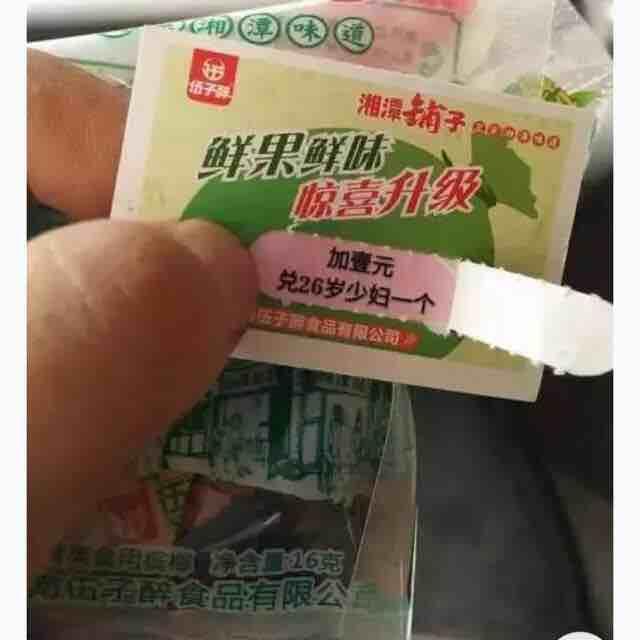 湘潭味道
伍子醉
湘潭铺子
鲜果鲜味
惊喜升级
加壹元
兑26岁少妇一个
伍子醉食品有限公司
净含量:16克
伍子醉食品有限公